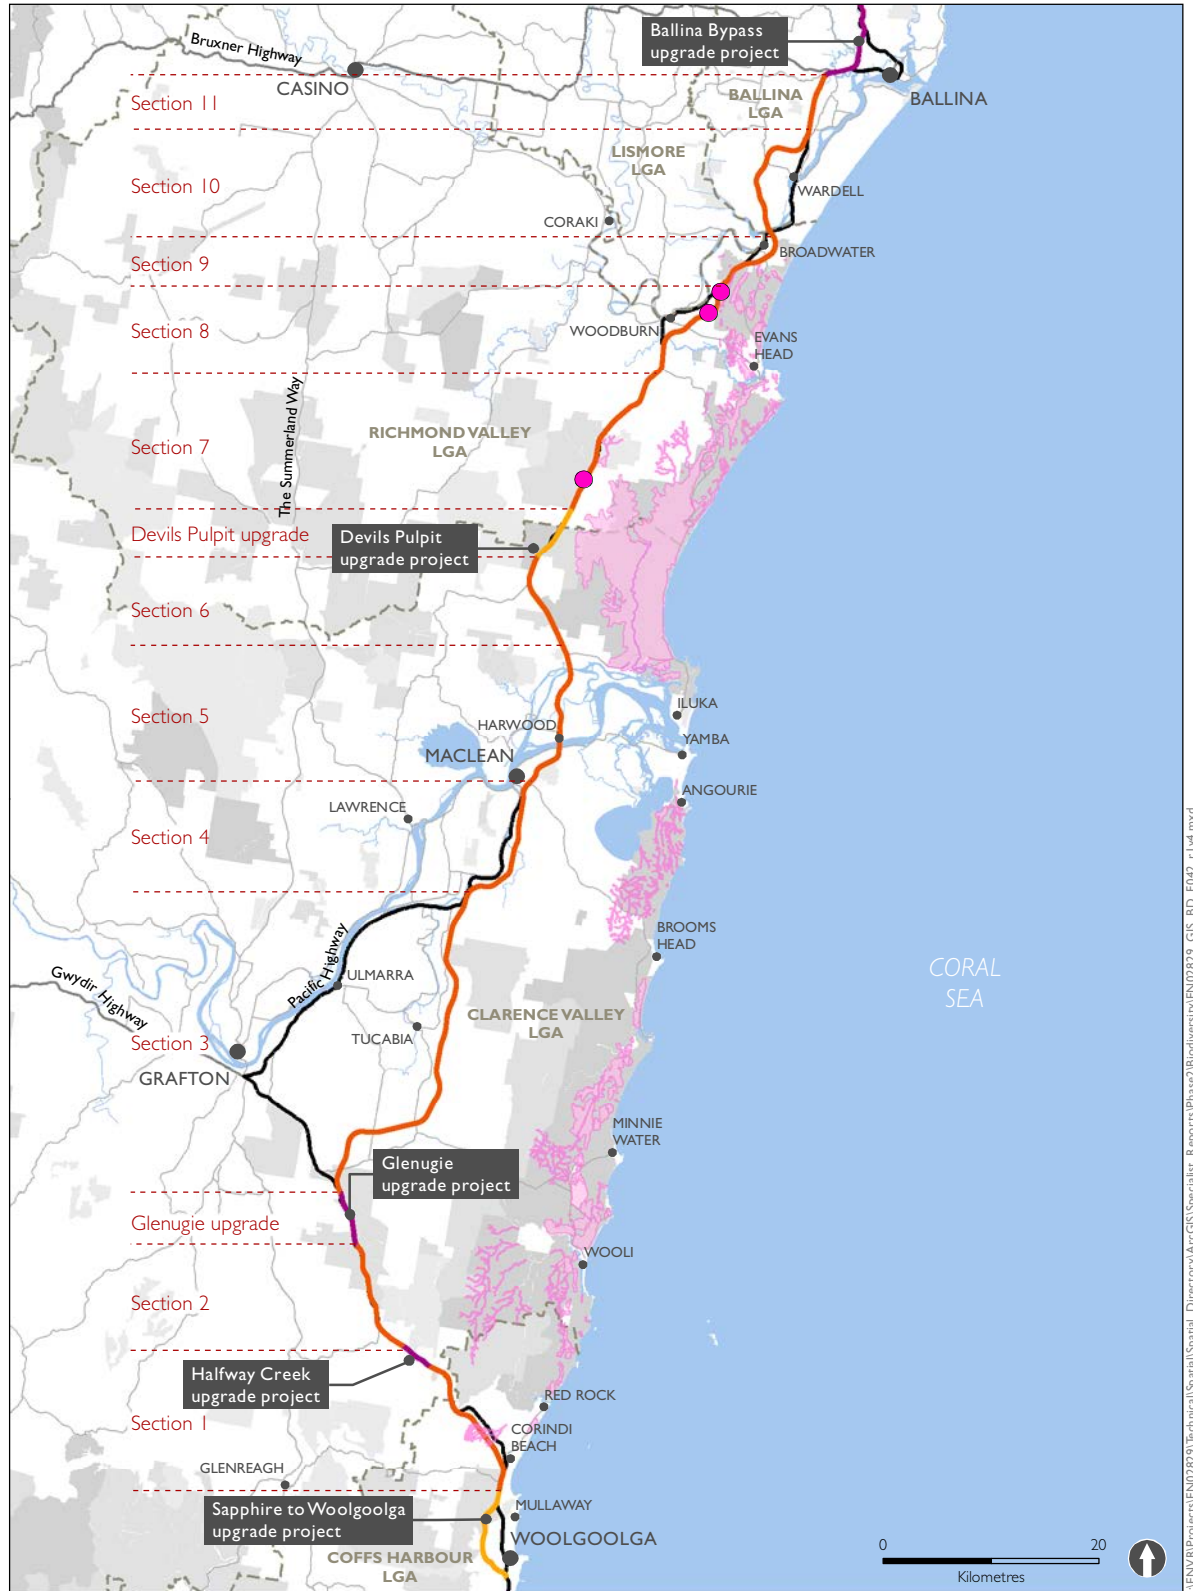 Ballina Bypass
upgrade project
Bruxner Highway
CASINO
BALLINA
LGA
BALLINA
Section 11
LISMORE
LGA
Section 10
WARDELL
CORAKI
BROADWATER
Section 9
WOODBURN
Section 8
EVANS
HEAD
The Summerland Way
RICHMOND VALLEY
LGA
Section 7
Devils Pulpit upgrade
Devils Pulpit
upgrade project
Section 6
ILUKA
Section 5
HARWOOD
YAMBA
MACLEAN
ANGOURIE
LAWRENCE
Section 4
BROOMS
HEAD
CORAL
SEA
Pacific Highway
Gwydir Highway
ULMARRA
CLARENCE VALLEY
LGA
TUCABIA
Section 3
GRAFTON
MINNIE
WATER
Glenugie
upgrade project
Glenugie upgrade
WOOLI
Section 2
Halfway Creek
upgrade project
RED ROCK
Section 1
CORINDI
BEACH
GLENREAGH
Sapphire to Woolgoolga
upgrade project
MULLAWAY
WOOLGOOLGA
COFFS HARBOUR
LGA
0 20
Kilometres